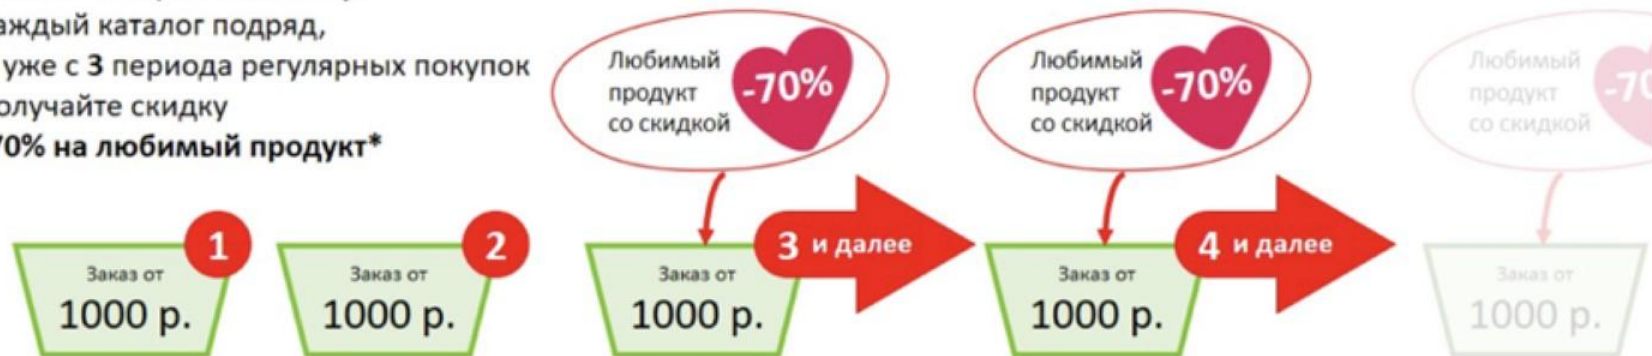 аждый каталог подряд,
уже с 3 периода регулярных покупок
олучайте скидку
70% на любимый продукт*
Любимый
продукт
со скидкой
-70%
Любимый
продукт
со скидкой
-70%
Любимый
продукт
со скидкой
-70
1
Заказ от
1000 р.
2
Заказ от
1000 р.
3 и далее
Заказ от
1000 р.
4 и далее
Заказ от
1000 р.
Заказ от
1000 р.